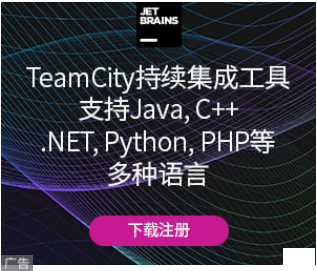 JET
BRAINS
TeamCity持续集成工具
支持Java, C++
.NET, Python, PHP等
多种语言
下载注册
广告